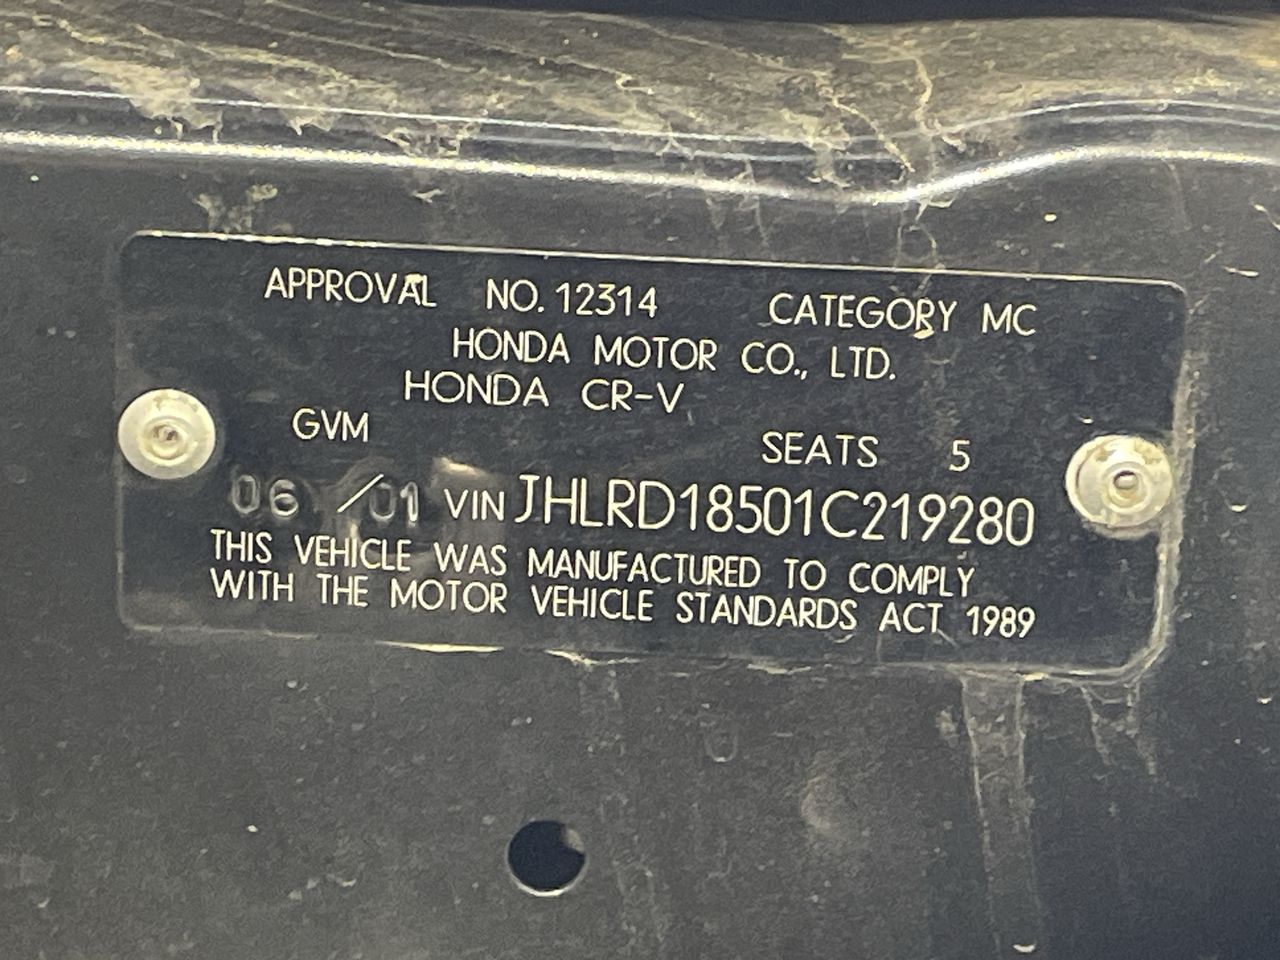 APPROVAL NO. 12314 CATEGORY MC
HONDA MOTOR CO., LTD.
HONDA CR-V
GVM
SEATS 5
06 /01 VIN JHLRD18501C219280
THIS VEHICLE WAS MANUFACTURED TO COMPLY
WITH THE MOTOR VEHICLE STANDARDS ACT 1989